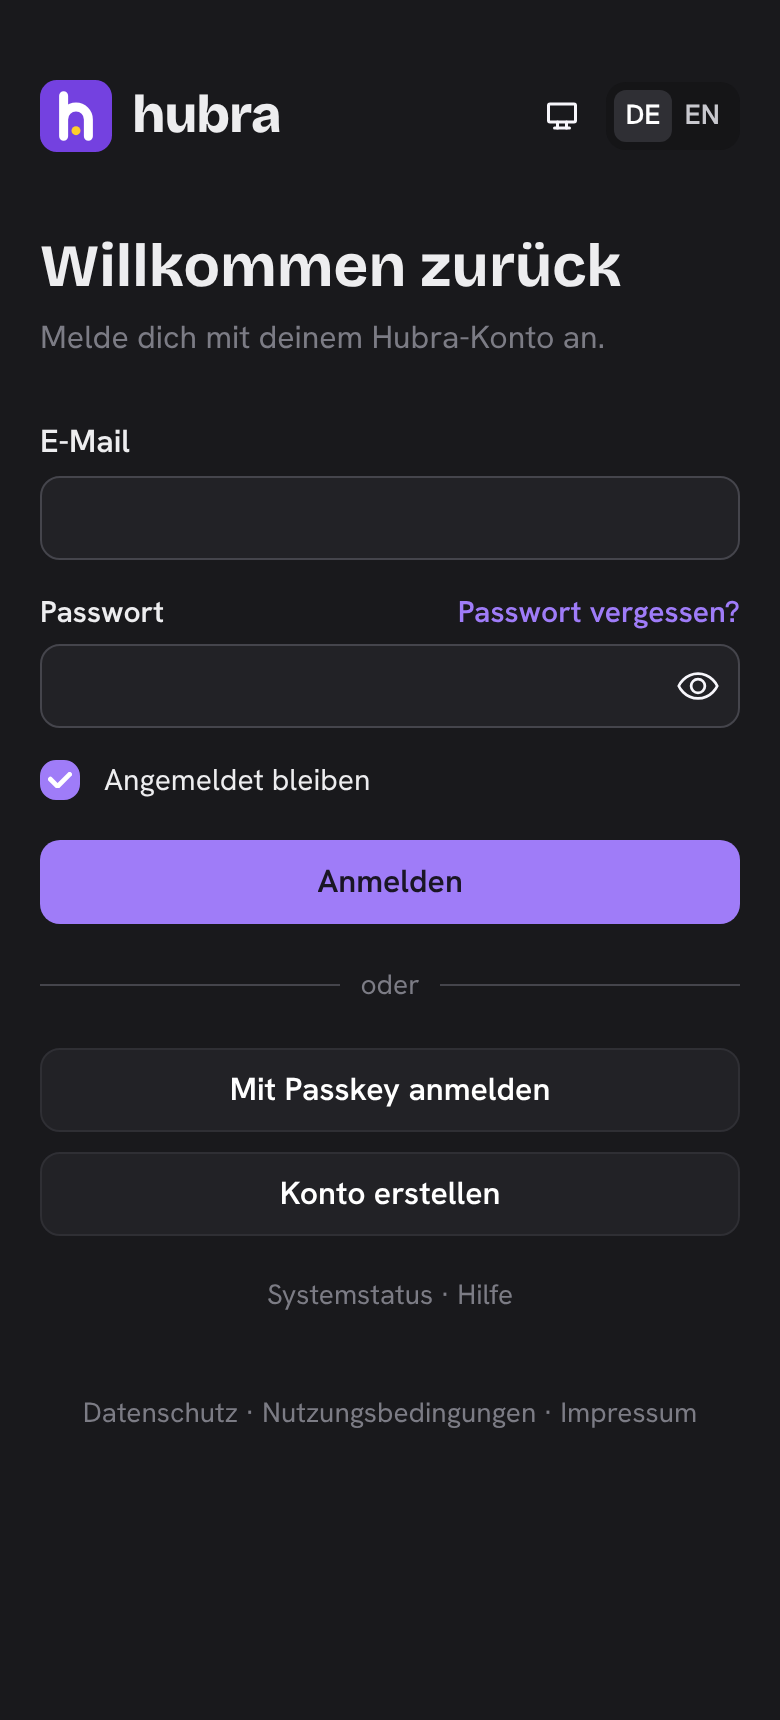 hubra
DE EN
Willkommen zurück
Melde dich mit deinem Hubra-Konto an.
E-Mail
Passwort Passwort vergessen?
Angemeldet bleiben
Anmelden
oder
Mit Passkey anmelden
Konto erstellen
Systemstatus · Hilfe
Datenschutz · Nutzungsbedingungen · Impressum